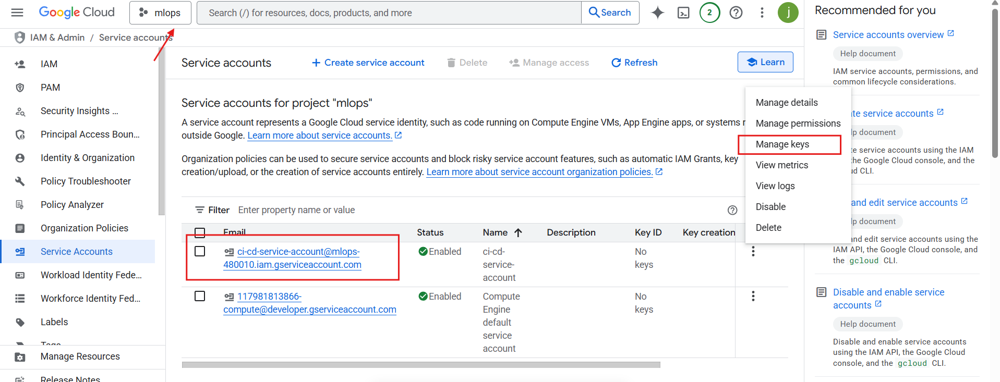 Google Cloud
mlops
Search (/) for resources, docs, products, and more
Search
2
j
IAM & Admin / Service accounts
IAM
PAM
Security Insights ...
Principal Access Boun...
Identity & Organization
Policy Troubleshooter
Policy Analyzer
Organization Policies
Service Accounts
Workload Identity Fede...
Workforce Identity Fed...
Labels
Tags
Manage Resources
Release Notes
Service accounts
Create service account
Delete
Manage access
Refresh
Learn
Service accounts for project "mlops"
A service account represents a Google Cloud service identity, such as code running on Compute Engine VMs, App Engine apps, or systems
outside Google. Learn more about service accounts.
Organization policies can be used to secure service accounts and block risky service account features, such as automatic IAM Grants, key
creation/upload, or the creation of service accounts entirely. Learn more about service account organization policies.
Filter Enter property name or value
Email Status Name Description Key ID Key creation
ci-cd-service-account@mlops-
480010.iam.gserviceaccount.com
Enabled
ci-cd-
service-
account
No
keys
117981813866-
compute@developer.gserviceaccount.com
Enabled
Compute
Engine
default
service
account
No
keys
Manage details
Manage permissions
Manage keys
View metrics
View logs
Disable
Delete
Recommended for you
Service accounts overview
Help document
IAM service accounts, permissions, and
common lifecycle considerations.
service accounts
document
service accounts using the IAM
the Google Cloud console, and the
CLI.
and edit service accounts
document
and edit service accounts using the
IAM API, the Google Cloud console, and
the gcloud CLI.
Disable and enable service
accounts
Help document
Disable and enable service accounts
using the IAM API, the Google Cloud
console, and the gcloud CLI.